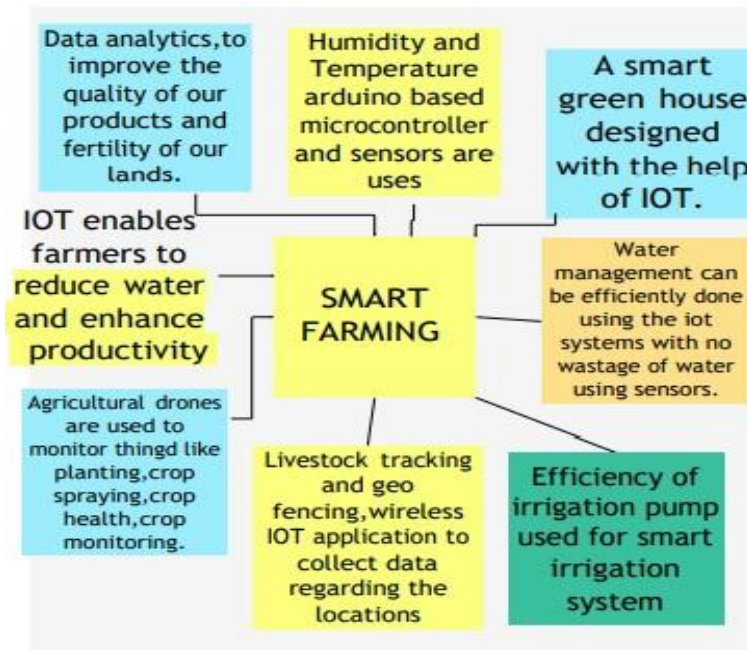 Data analytics,to
improve the
quality of our
products and
fertility of our
lands.
Humidity and
Temperature
arduino based
microcontroller
and sensors are
uses
A smart
green house
designed
with the help
of IOT.
IOT enables
farmers to
reduce water
and enhance
productivity
SMART
FARMING
Water
management can
be efficiently done
using the iot
systems with no
wastage of water
using sensors.
Agricultural drones
are used to
monitor thingd like
planting,crop
spraying,crop
health,crop
monitoring.
Livestock tracking
and geo
fencing,wireless
IOT application to
collect data
regarding the
locations
Efficiency of
irrigation pump
used for smart
irrigation
system